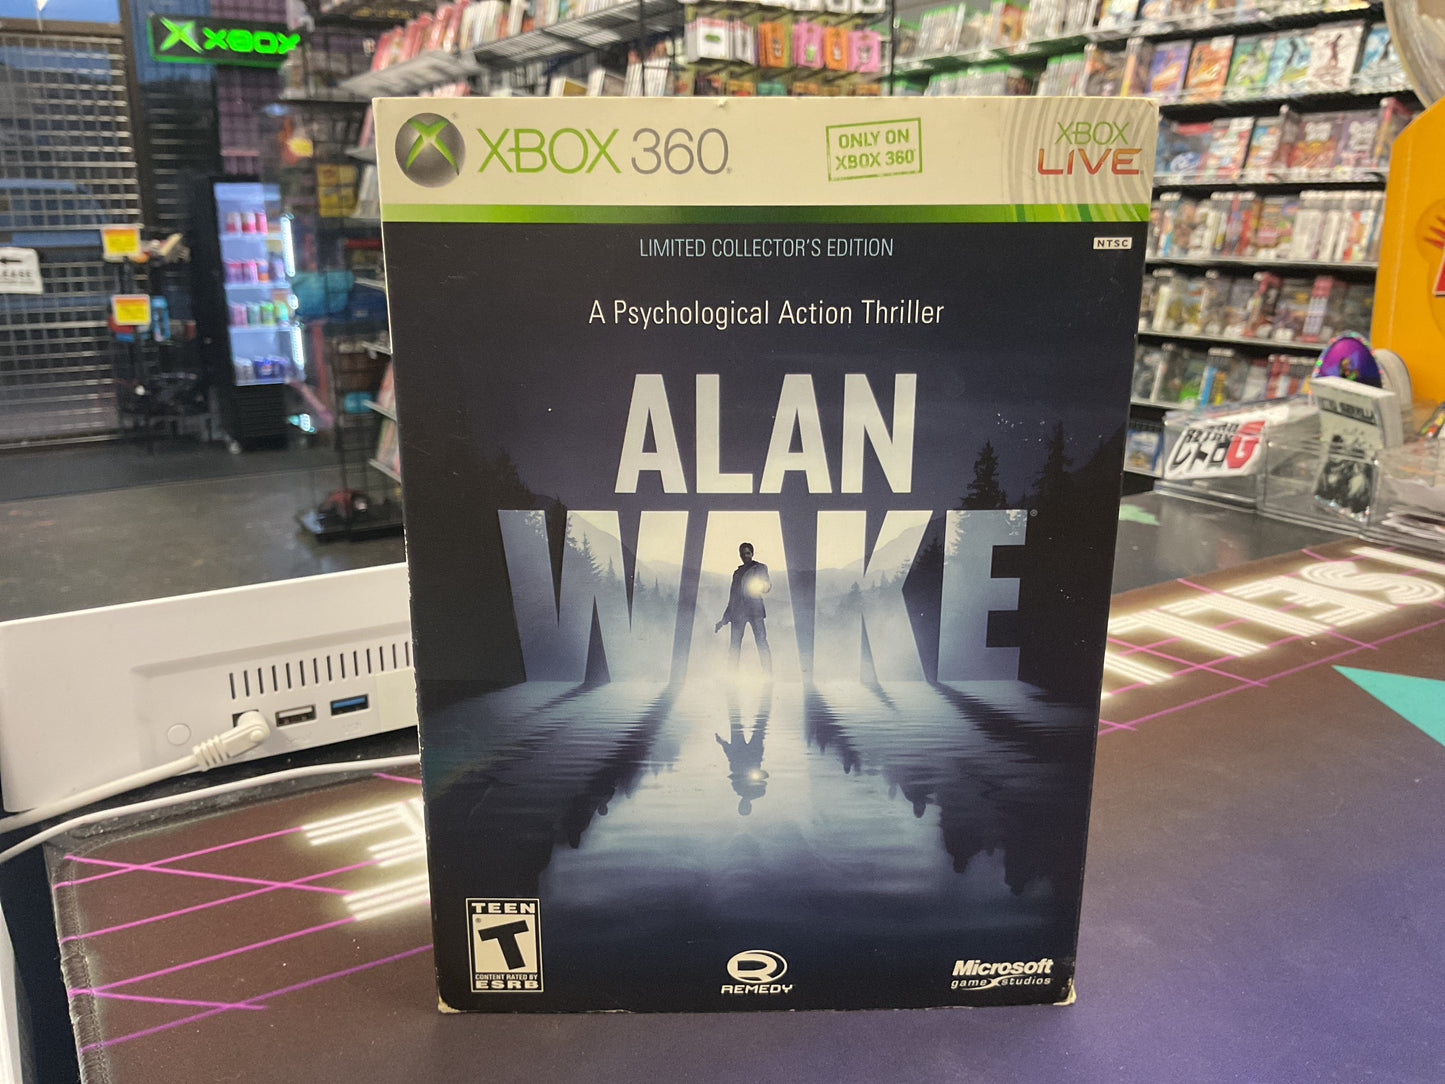 XBOX
XBOX 360
ONLY ON
XBOX 360
XBOX
LIVE
LIMITED COLLECTOR'S EDITION
NTSC
A Psychological Action Thriller
ALAN
WAKE
TEEN
T
CONTENT RATED BY
ESRB
R
REMEDY
Microsoft
game studios